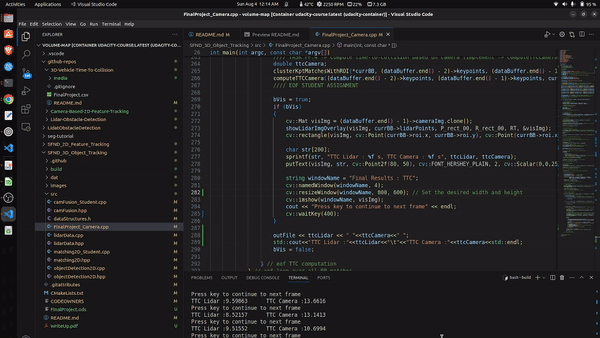 Activities
Applications
Visual Studio Code
Sun Aug 4 12:14 AM
FinalProject_Camera.cpp - volume-map [Container udacity-course:latest (udacity-container)] - Visual Studio Code
File Edit Selection View Go Run Terminal Help
EXPLORER
VOLUME-MAP [CONTAINER UDACITY-COURSE:LATEST (UDACITY-CO...
.vscode
github-repos
3D-Vehicle-Time-to-Collision
media
.gitignore
FinalProject.csv
README.md
Camera-Based-2D-Feature-Tracking
Lidar-Obstacle-Detection
LidarObstacleDetection
seg-tutorial
SFND_2D_Feature_Tracking
SFND_3D_Object_Tracking
.github
build
dat
images
src
camFusion_Student.cpp
camFusion.hpp
dataStructures.h
FinalProject_Camera.cpp
lidarData.cpp
lidarData.hpp
matching2D_Student.cpp
matching2D.hpp
objectDetection2D.cpp
objectDetection2D.hpp
.gitattributes
CMakeLists.txt
CODEOWNERS
FinalProject.ods
README.md
WriteUp.pdf
README.md
Preview README.md
FinalProject_Camera.cpp
SFND_3D_Object_Tracking > src > FinalProject_Camera.cpp > main(int, const char * [])
int main(int argc, const char *argv[])
double ttcCamera;
clusterKptMatchesWithROI(*currBB, (dataBuffer.end() - 2)->keypoints, (dataBuffer.end() - 1
computeTTCCamera((dataBuffer.end() - 2)->keypoints, (dataBuffer.end() - 1)->keypoints, cur
//// EOF STUDENT ASSIGNMENT
bVis = true;
if (bVis)
{
cv::Mat visImg = (dataBuffer.end() - 1)->cameraImg.clone();
showLidarImgOverlay(visImg, currBB->lidarPoints, P_rect_00, R_rect_00, RT, &visImg);
cv::rectangle(visImg, cv::Point(currBB->roi.x, currBB->roi.y), cv::Point(currBB->roi.x
char str[200];
sprintf(str, "TTC Lidar : %f s, TTC Camera : %f s", ttcLidar, ttcCamera);
putText(visImg, str, cv::Point2f(80, 50), cv::FONT_HERSHEY_PLAIN, 2, cv::Scalar(0,0,25
string windowName = "Final Results : TTC";
cv::namedWindow(windowName, 4);
cv::resizeWindow(windowName, 800, 600); // Set the desired width and height
cv::imshow(windowName, visImg);
cout << "Press key to continue to next frame" << endl;
cv::waitKey(400);
}
outFile << ttcLidar << " "<<ttcCamera<<" ";
std::cout<<"TTC Lidar :"<<ttcLidar<<"\t"<<"TTC Camera :"<<ttcCamera<<std::endl;
bVis = false;
} // eof TTC computation
PROBLEMS OUTPUT DEBUG CONSOLE TERMINAL PORTS
bash - build
Press key to continue to next frame
TTC Lidar :9.59863 TTC Camera :13.6616
Press key to continue to next frame
TTC Lidar :8.52157 TTC Camera :13.1413
Press key to continue to next frame
TTC Lidar :9.51552 TTC Camera :10.6994
Press key to continue to next frame